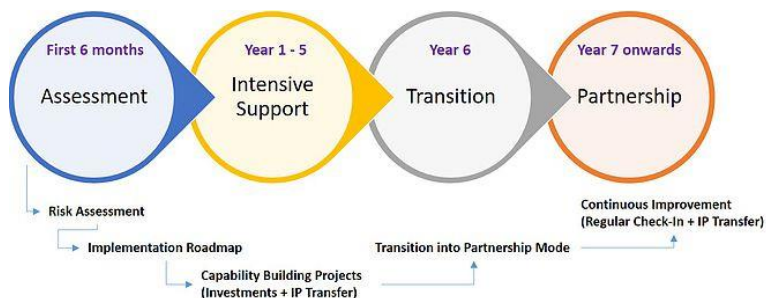 First 6 months
Assessment
Year 1 - 5
Intensive
Support
Year 6
Transition
Year 7 onwards
Partnership
Risk Assessment
Implementation Roadmap
Capability Building Projects
(Investments + IP Transfer)
Transition into Partnership Mode
Continuous Improvement
(Regular Check-In + IP Transfer)